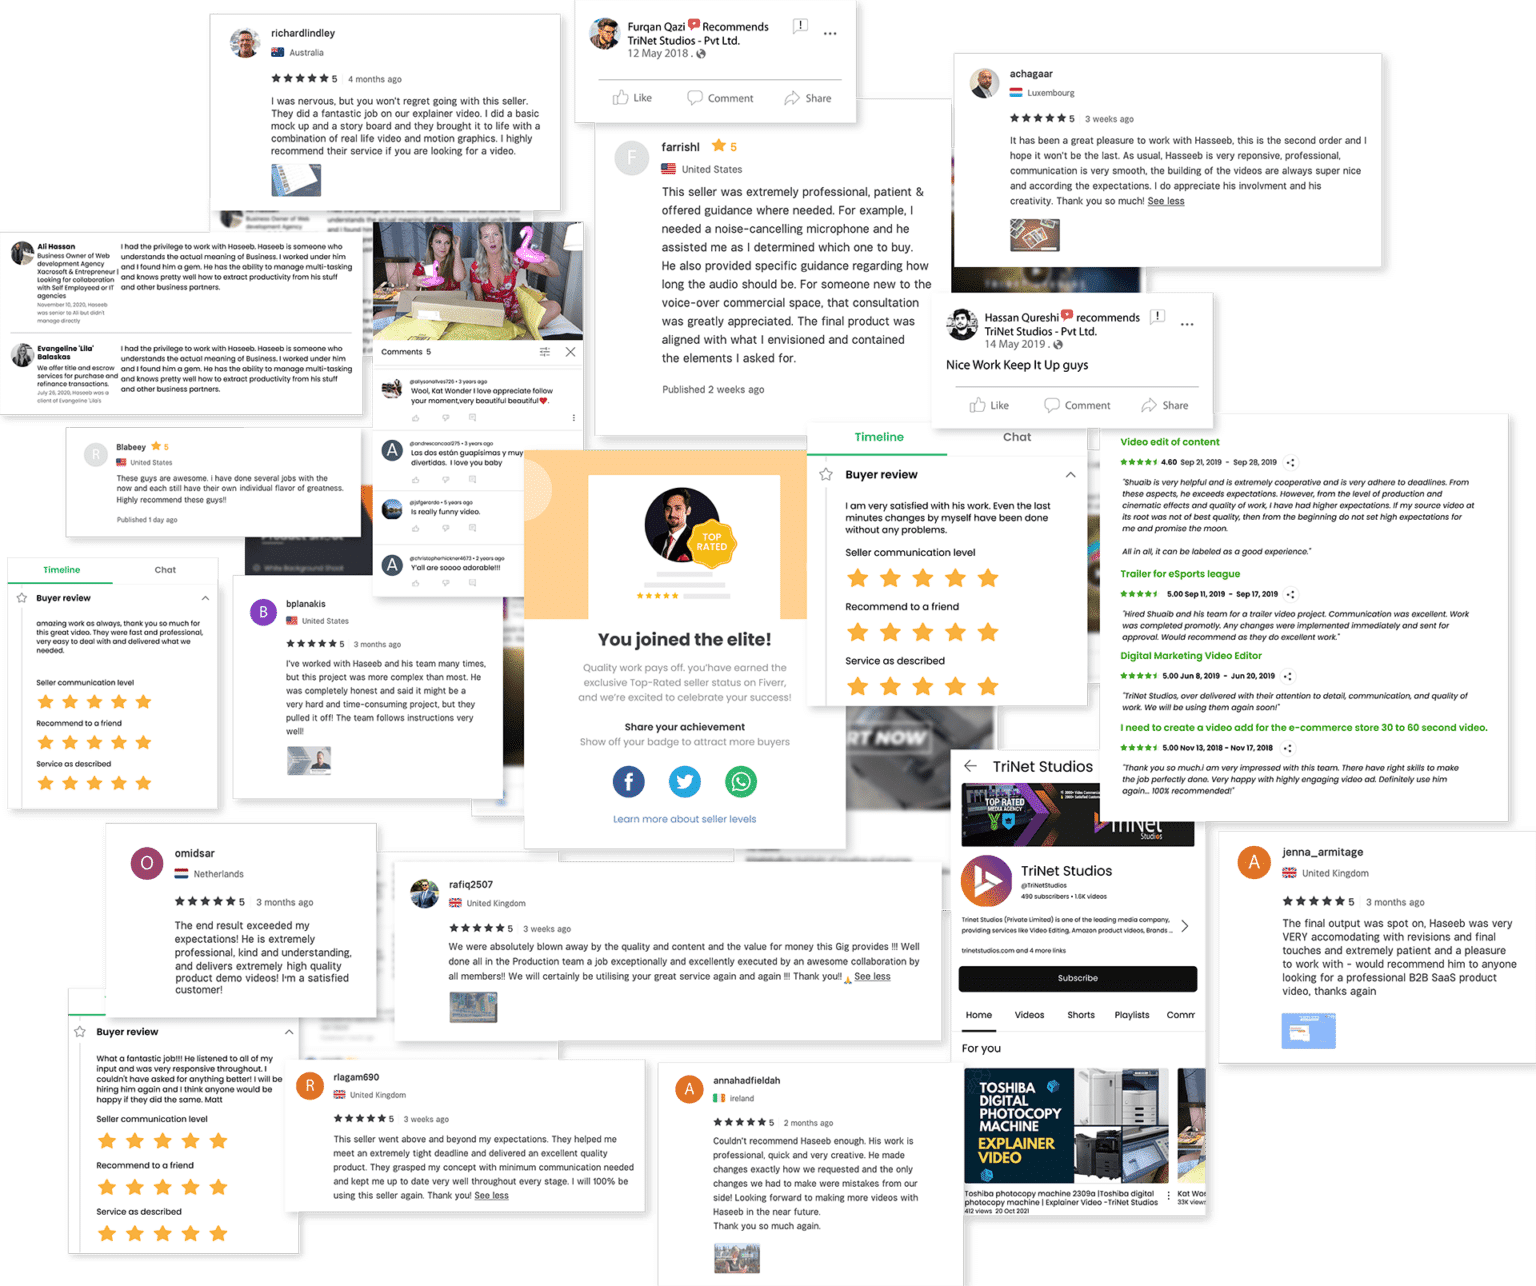 richardlindley
Australia
5 4 months ago
I was nervous, but you won't regret going with this seller.
They did a fantastic job on our explainer video. I did a basic
mock up and a story board and they brought it to life with a
combination of real life video and motion graphics. I highly
recommend their service if you are looking for a video.
Furqan Qazi Recommends
TriNet Studios - Pvt Ltd.
12 May 2018 .
Like Comment Share
achagaar
Luxembourg
5 3 weeks ago
It has been a great pleasure to work with Hasseeb, this is the second order and I
hope it won't be the last. As usual, Hasseeb is very reponsive, professional,
communication is very smooth, the building of the videos are always super nice
and according the expectations. I do appreciate his involvment and his
creativity. Thank you so much! See less
F
farrishl 5
United States
This seller was extremely professional, patient &
offered guidance where needed. For example, I
needed a noise-cancelling microphone and he
assisted me as I determined which one to buy.
He also provided specific guidance regarding how
long the audio should be. For someone new to the
voice-over commercial space, that consultation
was greatly appreciated. The final product was
aligned with what I envisioned and contained
the elements I asked for.
Published 2 weeks ago
Ali Hassan
Business Owner of Web
development Agency
Xacrosoft & Entrepreneur I
Looking for collaboration
with Self Employeed or IT
agencies
November 10, 2020, Haseeb
was senior to Ali but didn't
manage directly
I had the privilege to work with Haseeb. Haseeb is someone who
understands the actual meaning of Business. I worked under him
and I found him a gem. He has the ability to manage multi-tasking
and knows pretty well how to extract productivity from his stuff
and other business partners.
Evangeline 'Lila'
Balaskas
We offer title and escrow
services for purchase and
refinance transactions.
July 28, 2020, Haseeb was a
client of Evangeline 'Lila's
I had the privilege to work with Haseeb. Haseeb is someone who
understands the actual meaning of Business. I worked under him
and I found him a gem. He has the ability to manage multi-tasking
and knows pretty well how to extract productivity from his stuff
and other business partners.
Comments 5
@allysonalives726 • 3 years ago
Wool, Kat Wonder I love appreciate follow
your moment,very beautiful beautiful❤.
A
@andresconcaol275 • 3 years ago
Las dos están guapísimas y muy
divertidas. I love you baby
@jafgerardo • 5 years ago
Is really funny video.
A
@christopherhickner4673 • 2 years ago
Y'all are soooo adorable!!!
Hassan Qureshi recommends
TriNet Studios - Pvt Ltd.
14 May 2019 .
Nice Work Keep It Up guys
Like Comment Share
R
Blabeey 5
United States
These guys are awesome. i have done several jobs with the
now and each still have their own individual flavor of greatness.
Highly recommend these guys!!
Published 1 day ago
Timeline Chat
Buyer review
I am very satisfied with his work. Even the last
minutes changes by myself have been done
without any problems.
Seller communication level
Recommend to a friend
Service as described
Video edit of content
4.60 Sep 21, 2019 - Sep 28, 2019
"Shuaib is very helpful and is extremely cooperative and is very adhere to deadlines. From
these aspects, he exceeds expectations. However, from the level of production and
cinematic effects and quality of work, I have had higher expectations. If my source video at
its root was not of best quality, then from the beginning do not set high expectations for
me and promise the moon.
All in all, it can be labeled as a good experience."
Trailer for eSports league
5.00 Sep 11, 2019 - Sep 17, 2019
"Hired Shuaib and his team for a trailer video project. Communication was excellent. Work
was completed promotly. Any changes were implemented immediately and sent for
approval. Would recommend as they do excellent work."
Digital Marketing Video Editor
5.00 Jun 8, 2019 - Jun 20, 2019
"TriNet Studios, over delivered with their attention to detail, communication, and quality of
work. We will be using them again soon!"
I need to create a video add for the e-commerce store 30 to 60 second video.
5.00 Nov 13, 2018 - Nov 17, 2018
"Thank you so much.i am very impressed with this team. There have right skills to make
the job perfectly done. Very happy with highly engaging video ad. Definitely use him
again... 100% recommended!"
TOP
RATED
You joined the elite!
Quality work pays off. you've earned the
exclusive Top-Rated seller status on Fiverr,
and we're excited to celebrate your success!
Share your achievement
Show off your badge to attract more buyers
Learn more about seller levels
Timeline Chat
Buyer review
amazing work as always, thank you so much for
this great video. They were fast and professional,
very easy to deal with and delivered what we
needed.
Seller communication level
Recommend to a friend
Service as described
B
bplanakis
United States
5 3 months ago
I've worked with Haseeb and his team many times,
but this project was more complex than most. He
was completely honest and said it might be a
very hard and time-consuming project, but they
pulled it off! The team follows instructions very
well!
RT NOW
TriNet Studios
TOP RATED
MEDIA AGENCY
TriNet
Studios
TriNet Studios
@TriNetStudios
490 subscribers • 1.6K videos
Trinet Studios (Private Limited) is one of the leading media company,
providing services like Video Editing, Amazon product videos, Brands ...
trinetstudios.com and 4 more links
Subscribe
Home Videos Shorts Playlists Comm
For you
TOSHIBA
DIGITAL
PHOTOCOPY
MACHINE
EXPLAINER
VIDEO
Toshiba photocopy machine 2309a |Toshiba digital
photocopy machine | Explainer Video -TriNet Studios
412 views 20 Oct 2021
Kat Wo
33K views
O
omidsar
Netherlands
5 3 months ago
The end result exceeded my
expectations! He is extremely
professional, kind and understanding,
and delivers extremely high quality
product demo videos! I'm a satisfied
customer!
rafiq2507
United Kingdom
5 3 weeks ago
We were absolutely blown away by the quality and content and the value for money this Gig provides !!! Well
done all in the Production team a job exceptionally and excellently executed by an awesome collaboration by
all members!! We will certainly be utilising your great service again and again !!! Thank you!!🙏 See less
A
jenna_armitage
United Kingdom
5 3 months ago
The final output was spot on, Haseeb was very
VERY accomodating with revisions and final
touches and extremely patient and a pleasure
to work with - would recommend him to anyone
looking for a professional B2B SaaS product
video, thanks again
Buyer review
What a fantastic job!!! He listened to all of my
input and was very responsive throughout. I
couldn't have asked for anything better! I will be
hiring him again and I think anyone would be
happy if they did the same. Matt
Seller communication level
Recommend to a friend
Service as described
R
rlagam690
United Kingdom
5 3 weeks ago
This seller went above and beyond my expectations. They helped me
meet an extremely tight deadline and delivered an excellent quality
product. They grasped my concept with minimum communication needed
and kept me up to date very well throughout every stage. I will 100% be
using this seller again. Thank you! See less
A
annahadfieldah
ireland
5 2 months ago
Couldn't recommend Haseeb enough. His work is
professional, quick and very creative. He made
changes exactly how we requested and the only
changes we had to make were mistakes from our
side! Looking forward to making more videos with
Haseeb in the near future.
Thank you so much again.